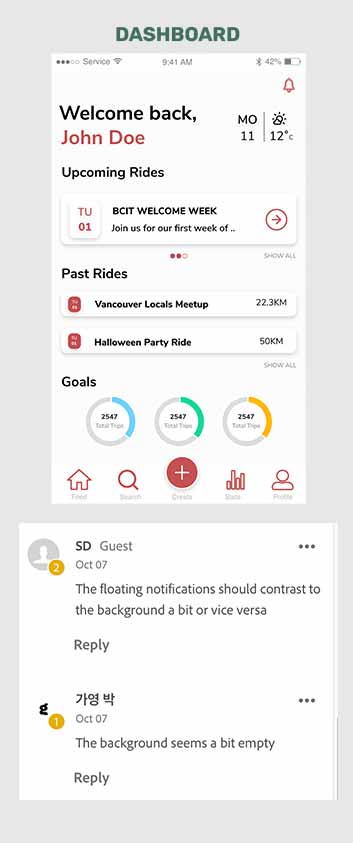 DASHBOARD
Service 9:41 AM 42%
Welcome back,
John Doe
MO
11 12°c
Upcoming Rides
TU
01
BCIT WELCOME WEEK
Join us for our first week of ..
SHOW ALL
Past Rides
TU
01
Vancouver Locals Meetup 22.3KM
TU
01
Halloween Party Ride 50KM
SHOW ALL
Goals
2547 2547 2547
Total Trips Total Trips Total Trips
Feed Search Create Stats Profile
SD Guest
2
Oct 07
The floating notifications should contrast to
the background a bit or vice versa
Reply
가영 박
g
1
Oct 07
The background seems a bit empty
Reply